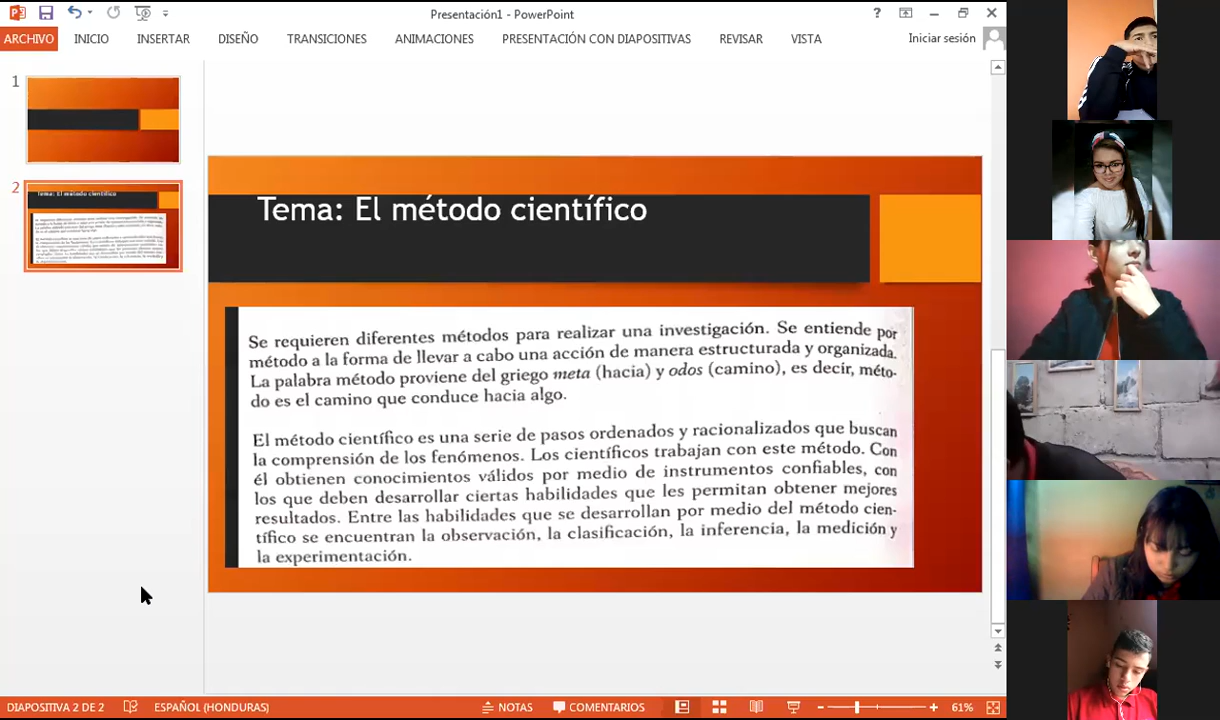 Presentación1 - PowerPoint
ARCHIVO INICIO INSERTAR DISEÑO TRANSICIONES ANIMACIONES PRESENTACIÓN CON DIAPOSITIVAS REVISAR VISTA Iniciar sesión
1
2
Tema: El método científico
Tema: El método científico
Se requieren diferentes métodos para realizar una investigación. Se entiende por
método a la forma de llevar a cabo una acción de manera estructurada y organizada.
La palabra método proviene del griego meta (hacia) y odos (camino), es decir, méto-
do es el camino que conduce hacia algo.
El método científico es una serie de pasos ordenados y racionalizados que buscan
la comprensión de los fenómenos. Los científicos trabajan con este método. Con
él obtienen conocimientos válidos por medio de instrumentos confiables, con
los que deben desarrollar ciertas habilidades que les permitan obtener mejores
resultados. Entre las habilidades que se desarrollan por medio del método cien-
tífico se encuentran la observación, la clasificación, la inferencia, la medición y
la experimentación.
DIAPOSITIVA 2 DE 2 ESPAÑOL (HONDURAS) NOTAS COMENTARIOS 61%